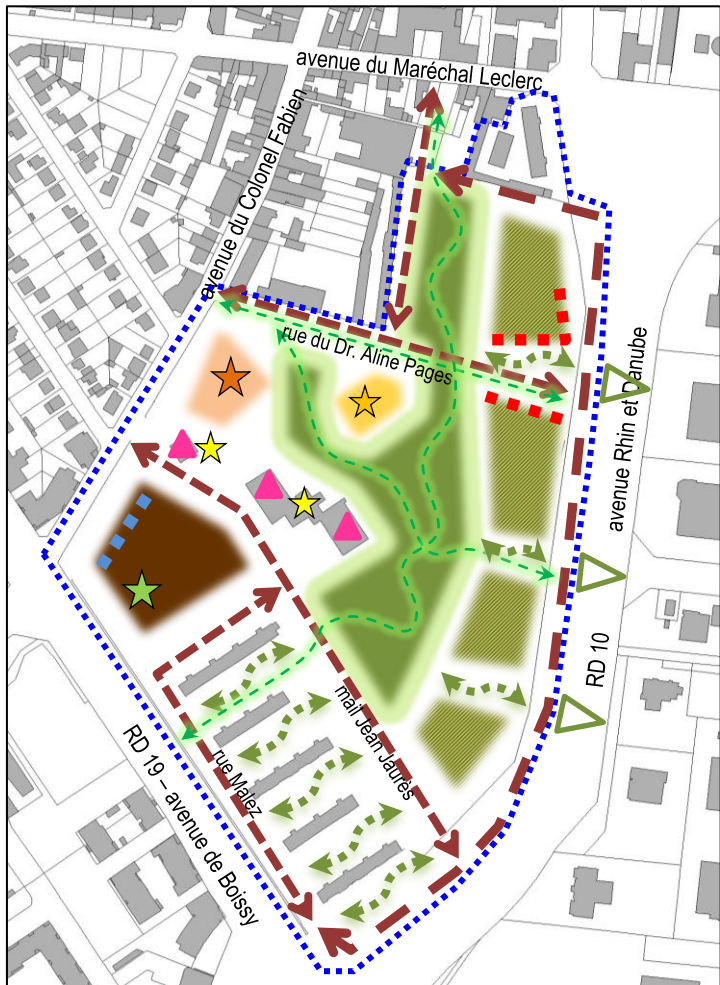 avenue du Maréchal Leclerc
avenue du Colonel Fabien
rue du Dr. Aline Pages
avenue Rhin et Danube
RD 10
mail Jean Jaurès
rue Malez
RD 19 – avenue de Boissy